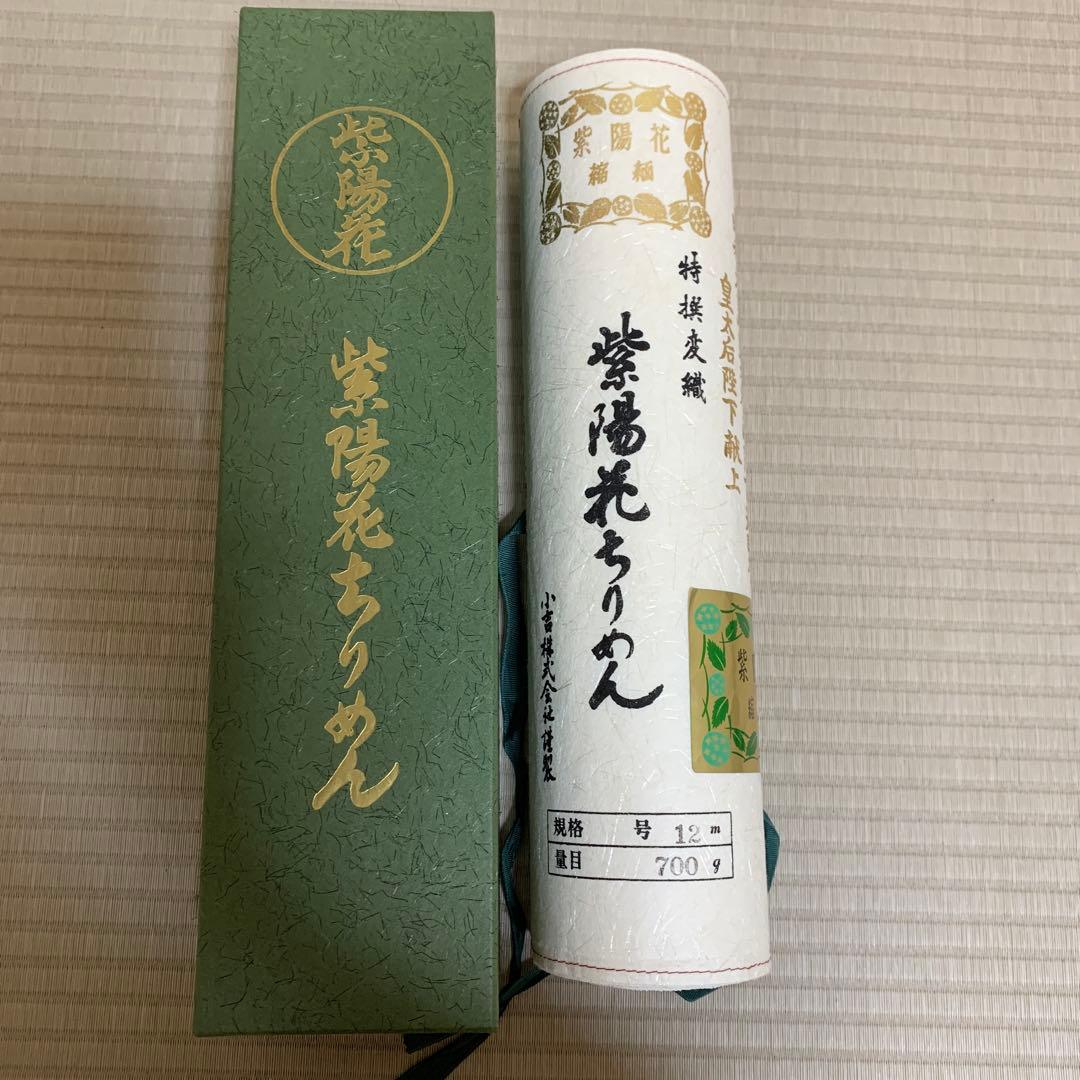 紫陽花
紫陽花ちりめん
紫陽花
縮緬
皇太后陛下献上
特撰変織
紫陽花ちりめん
小吉株式会社謹製
規格 号 12 m
量目 700 g
紫